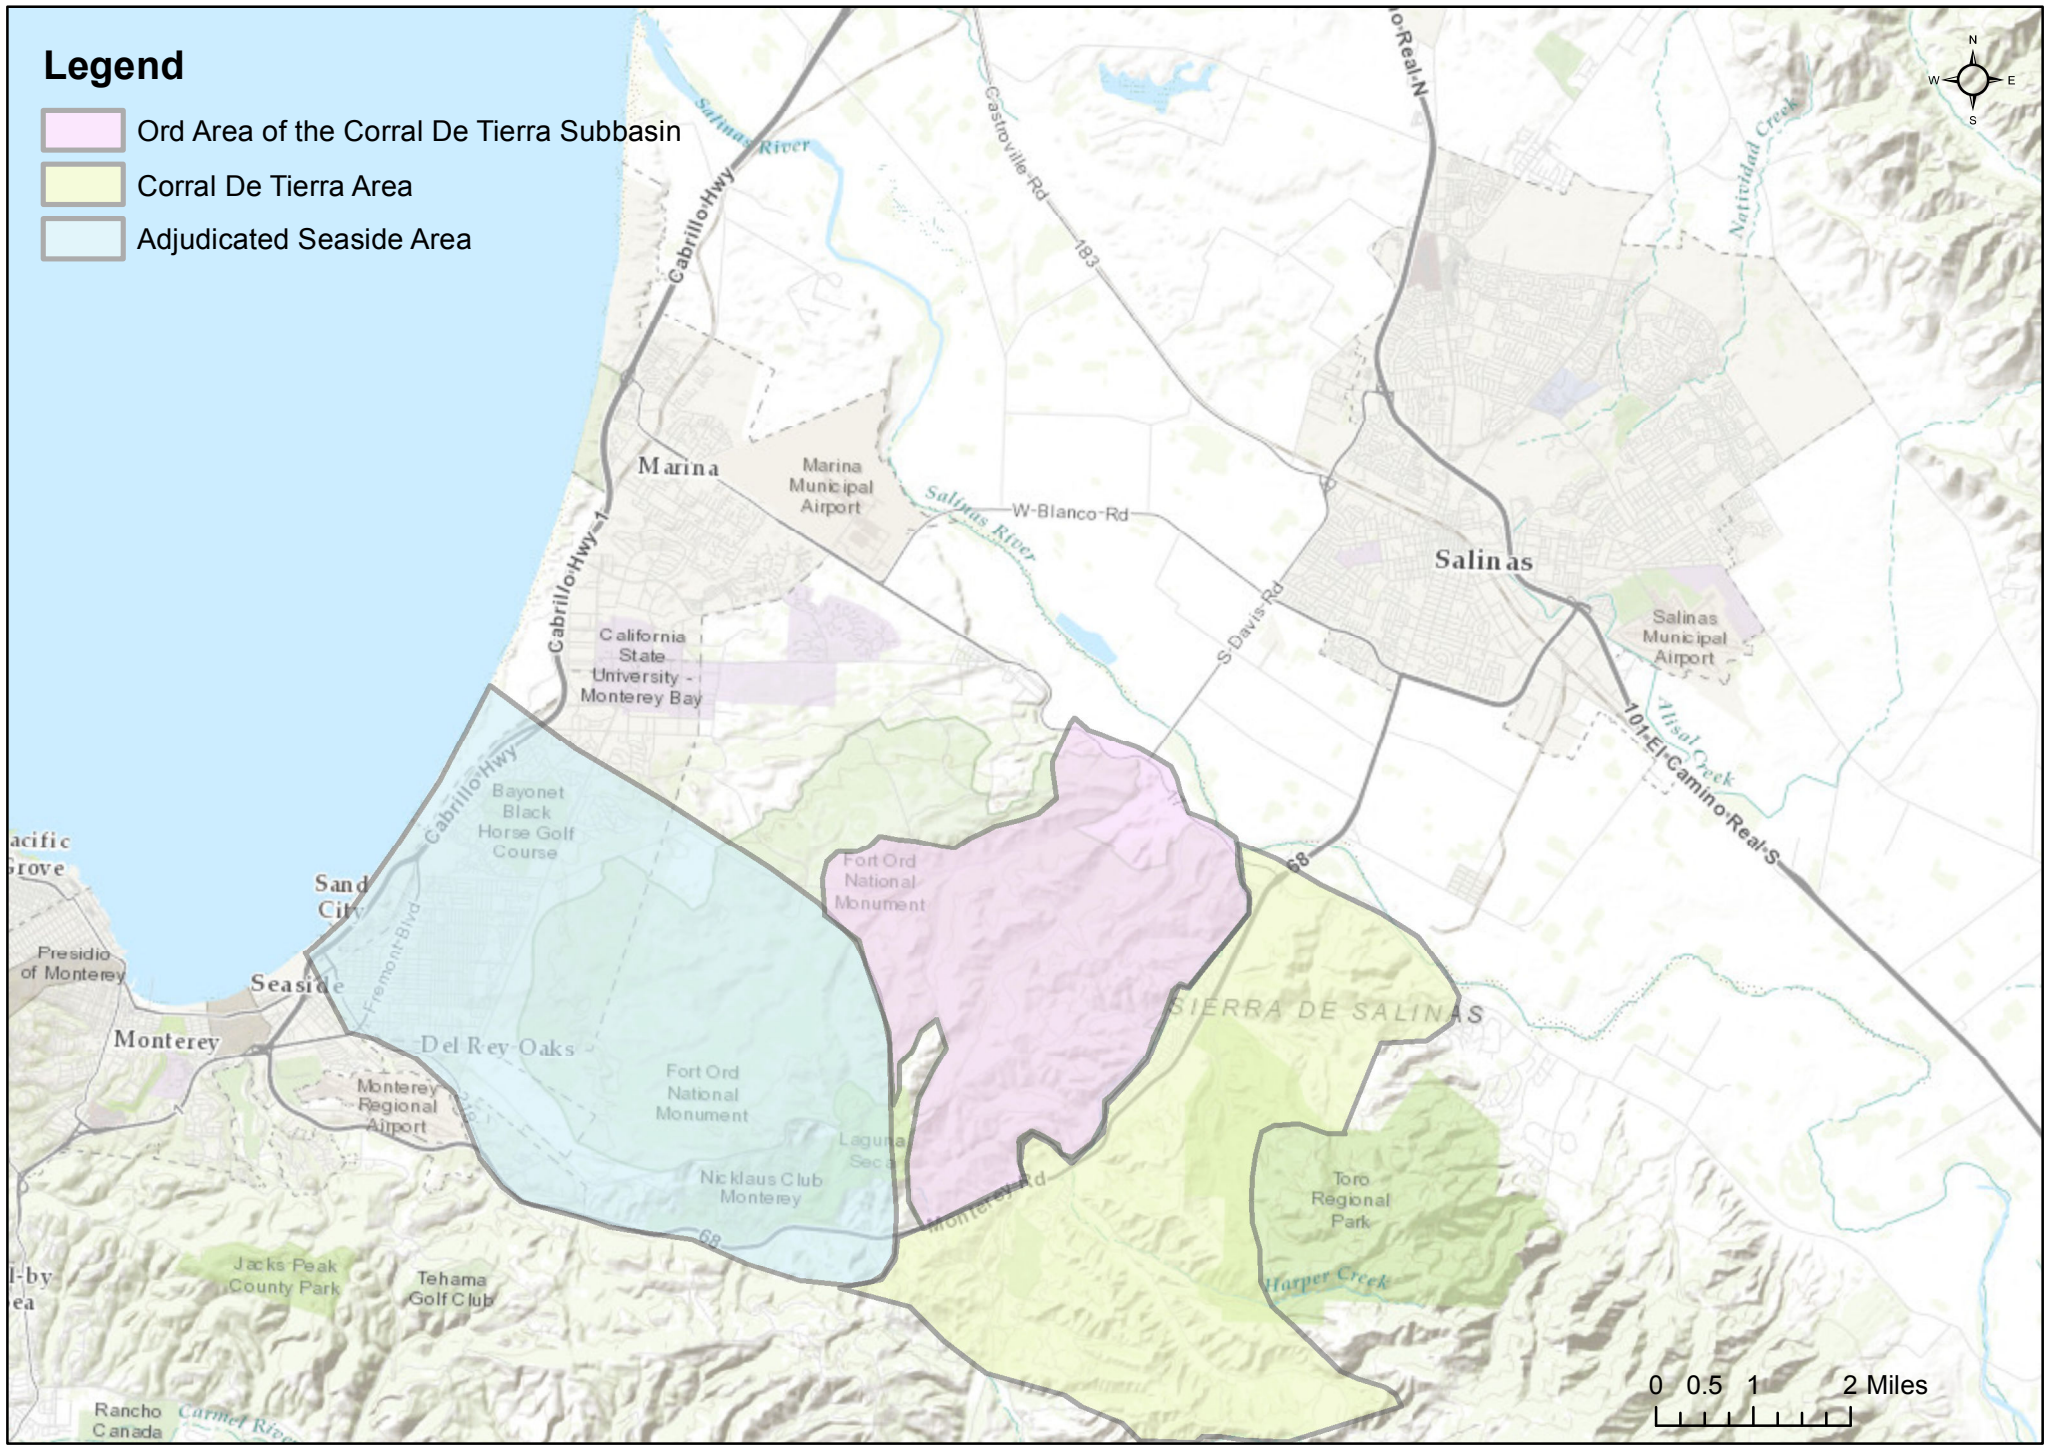 Legend
Ord Area of the Corral De Tierra Subbasin
Corral De Tierra Area
Adjudicated Seaside Area
N
W
E
S
Salinas River
Cabrillo Hwy
Castroville Rd
183
Real N
Natividad Creek
Marina
Marina
Municipal
Airport
Salinas River
W Blanco Rd
Salinas
Cabrillo Hwy 1
S Davis Rd
Salinas
Municipal
Airport
California
State
University -
Monterey Bay
101 El Camino Real S
Alisal
Creek
Cabrillo Hwy
Bayonet
Black
Horse Golf
Course
acific
Grove
Sand
City
Fremont Blvd
Fort Ord
National
Monument
68
Presidio
of Monterey
Seaside
Monterey
Del Rey Oaks
SIERRA DE SALINAS
Monterey
Regional
Airport
218
1
Fort Ord
National
Monument
Laguna
Seca
Nicklaus Club
Monterey
68
Monterey Rd
Toro
Regional
Park
Harper Creek
Jacks Peak
County Park
Tehama
Golf Club
l-by
ea
Rancho
Canada
Carmel River
0 0.5 1 2 Miles